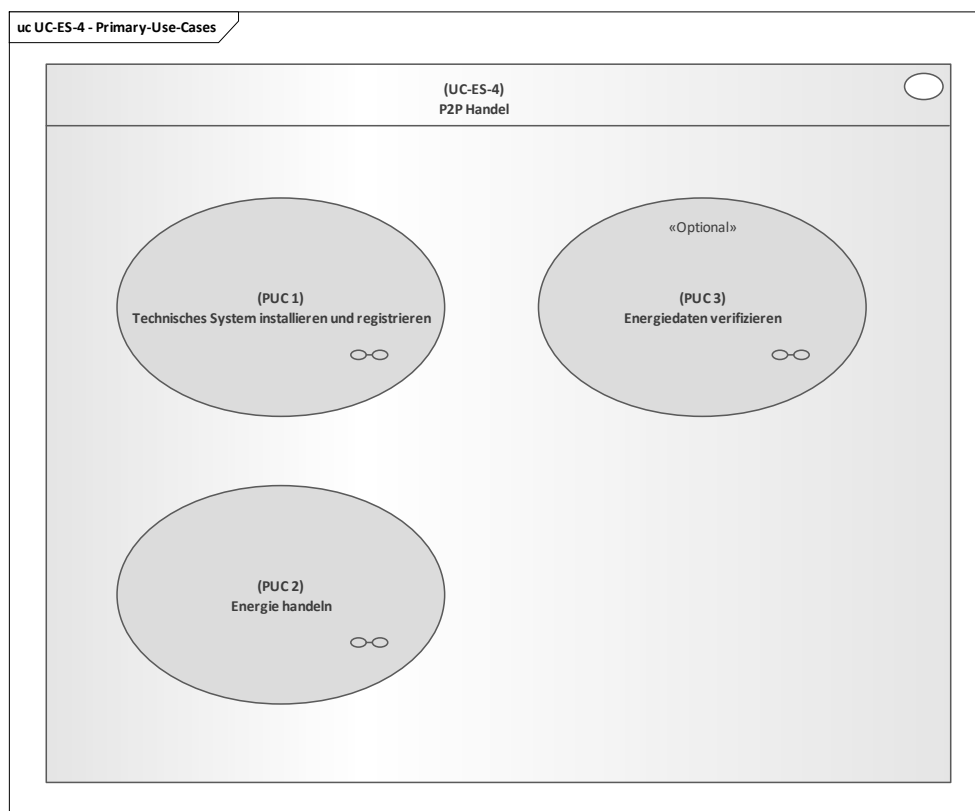 uc UC-ES-4 - Primary-Use-Cases
(UC-ES-4)
P2P Handel
(PUC 1)
Technisches System installieren und registrieren
«Optional»
(PUC 3)
Energiedaten verifizieren
(PUC 2)
Energie handeln